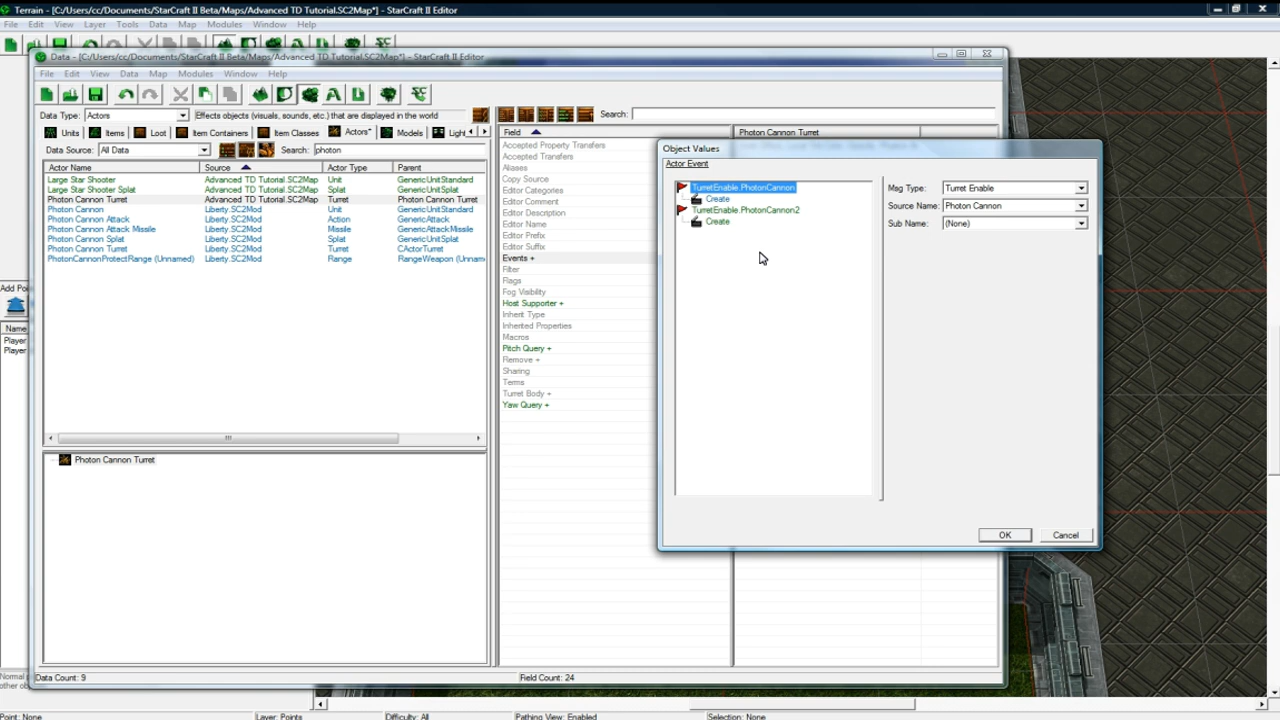 Terrain - [C:/Users/cc/Documents/StarCraft II Beta/Maps/Advanced TD Tutorial.SC2Map*] - StarCraft II Editor
File Edit View Layer Tools Data Map Modules Window Help
Data - [C:/Users/cc/Documents/StarCraft II Beta/Maps/Advanced TD Tutorial.SC2Map*] - StarCraft II Editor
File Edit View Data Map Modules Window Help
Data Type: Actors Effects objects (visuals, sounds, etc.) that are displayed in the world Search:
Units Items Loot Item Containers Item Classes Actors* Models Light
Data Source: All Data Search: photon
Actor Name Source Actor Type Parent
Large Star Shooter Advanced TD Tutorial.SC2Map Unit GenericUnitStandard
Large Star Shooter Splat Advanced TD Tutorial.SC2Map Splat GenericUnitSplat
Photon Cannon Turret Advanced TD Tutorial.SC2Map Turret Photon Cannon Turret
Photon Cannon Liberty.SC2Mod Unit GenericUnitStandard
Photon Cannon Attack Liberty.SC2Mod Action GenericAttack
Photon Cannon Attack Missile Liberty.SC2Mod Missile GenericAttackMissile
Photon Cannon Splat Liberty.SC2Mod Splat GenericUnitSplat
Photon Cannon Turret Liberty.SC2Mod Turret CActorTurret
PhotonCannonProtectRange (Unnamed) Liberty.SC2Mod Range RangeWeapon (Unnam
Photon Cannon Turret
Data Count: 9
Field Photon Cannon Turret
Accepted Property Transfers
Accepted Transfers
Aliases
Copy Source
Editor Categories
Editor Comment
Editor Description
Editor Name
Editor Prefix
Editor Suffix
Events +
Filter
Flags
Fog Visibility
Host Supporter +
Inherit Type
Inherited Properties
Macros
Pitch Query +
Remove +
Sharing
Terms
Turret Body +
Yaw Query +
Field Count: 24
Object Values
Actor Event
TurretEnable.PhotonCannon
Create
TurretEnable.PhotonCannon2
Create
Msg Type: Turret Enable
Source Name: Photon Cannon
Sub Name: (None)
OK Cancel
Add Po
Name
Player
Player
Normal
other ob
Point: None Layer: Points Difficulty: All Pathing View: Enabled Selection: None